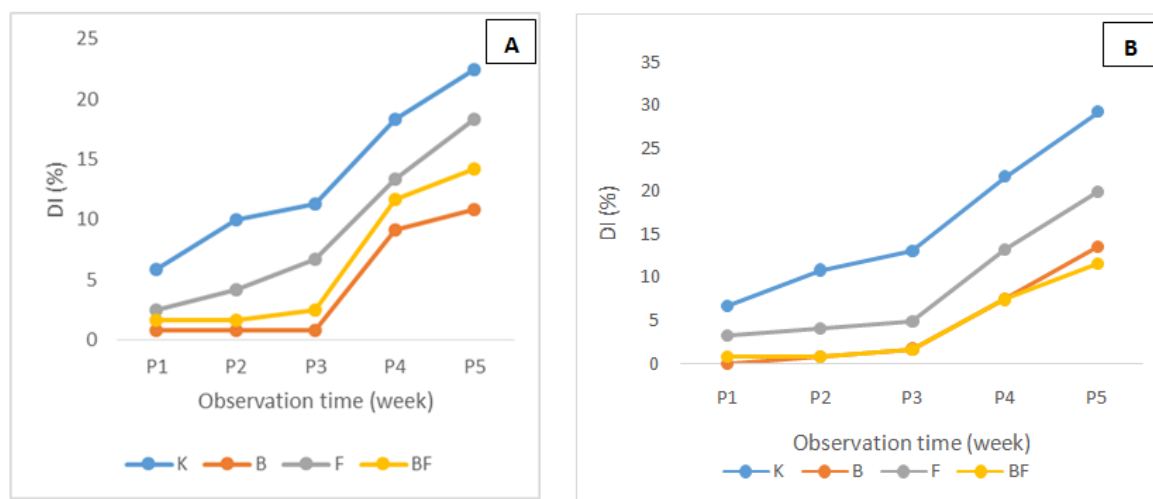 A
25
20
15
10
5
0
DI (%)
P1 P2 P3 P4 P5
Observation time (week)
K B F BF
B
35
30
25
20
15
10
5
0
DI (%)
P1 P2 P3 P4 P5
Observation time (week)
K B F BF